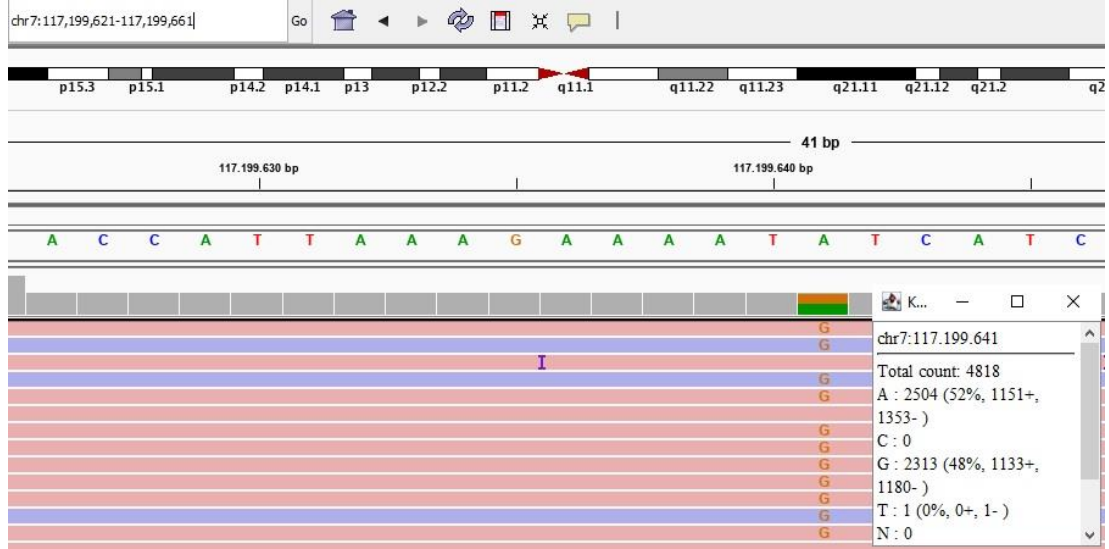 chr7:117,199,621-117,199,661 Go
p15.3 p15.1 p14.2 p14.1 p13 p12.2 p11.2 q11.1 q11.22 q11.23 q21.11 q21.12 q21.2
41 bp
117.199.630 bp 117.199.640 bp
A C C A T T A A A G A A A A T A T C A T C
K...
G
chr7:117.199.641
G
I
Total count: 4818
G
A : 2504 (52%, 1151+,
G
1353- )
G
C : 0
G
G : 2313 (48%, 1133+,
G
1180- )
G
G
T : 1 (0%, 0+, 1- )
G
N : 0
G